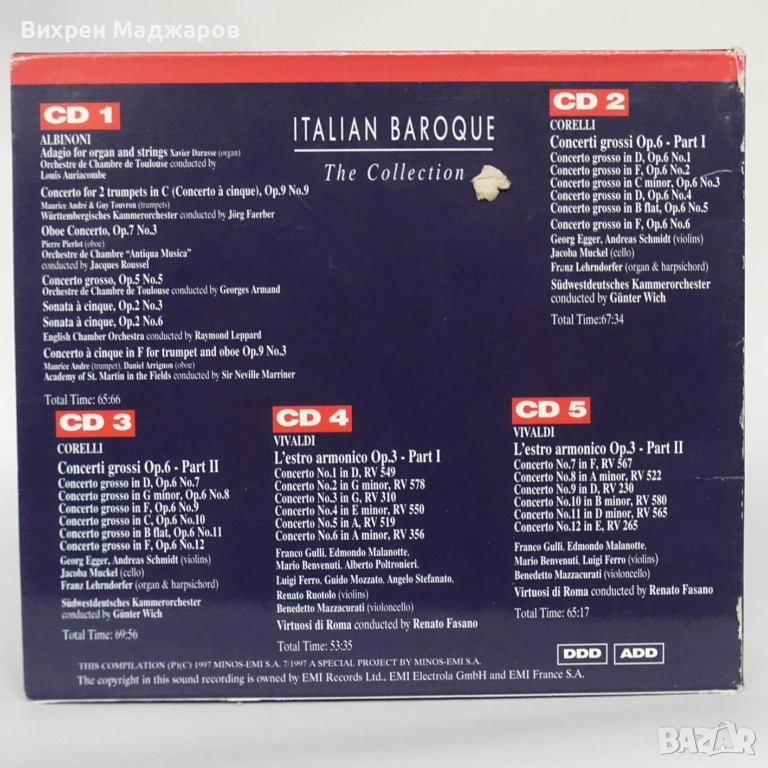 Вихрен Маджаров
ITALIAN BAROQUE
The Collection
CD 1
ALBINONI
Adagio for organ and strings Xavier Darasse (organ)
Orchestre de Chambre de Toulouse conducted by
Louis Auriacombe
Concerto for 2 trumpets in C (Concerto à cinque), Op.9 No.9
Maurice André & Guy Touvron (trumpets)
Württembergisches Kammerorchester conducted by Jörg Faerber
Oboe Concerto, Op.7 No.3
Pierre Pierlot (oboe)
Orchestre de Chambre "Antiqua Musica"
conducted by Jacques Roussel
Concerto grosso, Op.5 No.5
Orchestre de Chambre de Toulouse conducted by Georges Armand
Sonata à cinque, Op.2 No.3
Sonata à cinque, Op.2 No.6
English Chamber Orchestra conducted by Raymond Leppard
Concerto à cinque in F for trumpet and oboe Op.9 No.3
Maurice Andre (trumpet), Daniel Arrignon (oboe)
Academy of St. Martin in the Fields conducted by Sir Neville Marriner
Total Time: 65:66
CD 2
CORELLI
Concerti grossi Op.6 - Part I
Concerto grosso in D, Op.6 No.1
Concerto grosso in F, Op.6 No.2
Concerto grosso in C minor, Op.6 No.3
Concerto grosso in D, Op.6 No.4
Concerto grosso in B flat, Op.6 No.5
Concerto grosso in F, Op.6 No.6
Georg Egger, Andreas Schmidt (violins)
Jacoba Muckel (cello)
Franz Lehrndorfer (organ & harpsichord)
Südwestdeutsches Kammerorchester
conducted by Günter Wich
Total Time:67:34
CD 3
CORELLI
Concerti grossi Op.6 - Part II
Concerto grosso in D, Op.6 No.7
Concerto grosso in G minor, Op.6 No.8
Concerto grosso in F, Op.6 No.9
Concerto grosso in C, Op.6 No.10
Concerto grosso in B flat, Op.6 No.11
Concerto grosso in F, Op.6 No.12
Georg Egger, Andreas Schmidt (violins)
Jacoba Muckel (cello)
Franz Lehrndorfer (organ & harpsichord)
Südwestdeutsches Kammerorchester
conducted by Günter Wich
Total Time: 69:56
CD 4
VIVALDI
L'estro armonico Op.3 - Part I
Concerto No.1 in D, RV 549
Concerto No.2 in G minor, RV 578
Concerto No.3 in G, RV 310
Concerto No.4 in E minor, RV 550
Concerto No.5 in A, RV 519
Concerto No.6 in A minor, RV 356
Franco Gulli, Edmondo Malanotte,
Mario Benvenuti, Alberto Poltronieri,
Luigi Ferro, Guido Mozzato, Angelo Stefanato,
Renato Ruotolo (violins)
Benedetto Mazzacurati (violoncello)
Virtuosi di Roma conducted by Renato Fasano
Total Time: 53:35
CD 5
VIVALDI
L'estro armonico Op.3 - Part II
Concerto No.7 in F, RV 567
Concerto No.8 in A minor, RV 522
Concerto No.9 in D, RV 230
Concerto No.10 in B minor, RV 580
Concerto No.11 in D minor, RV 565
Concerto No.12 in E, RV 265
Franco Gulli, Edmondo Malanotte,
Mario Benvenuti, Luigi Ferro (violins)
Benedetto Mazzacurati (violoncello)
Virtuosi di Roma conducted by Renato Fasano
Total Time: 65:17
DDD ADD
THIS COMPILATION (P)(C) 1997 MINOS-EMI S.A. 7/1997 A SPECIAL PROJECT BY MINOS-EMI S.A.
The copyright in this sound recording is owned by EMI Records Ltd., EMI Electrola GmbH and EMI France S.A.
BAZAR